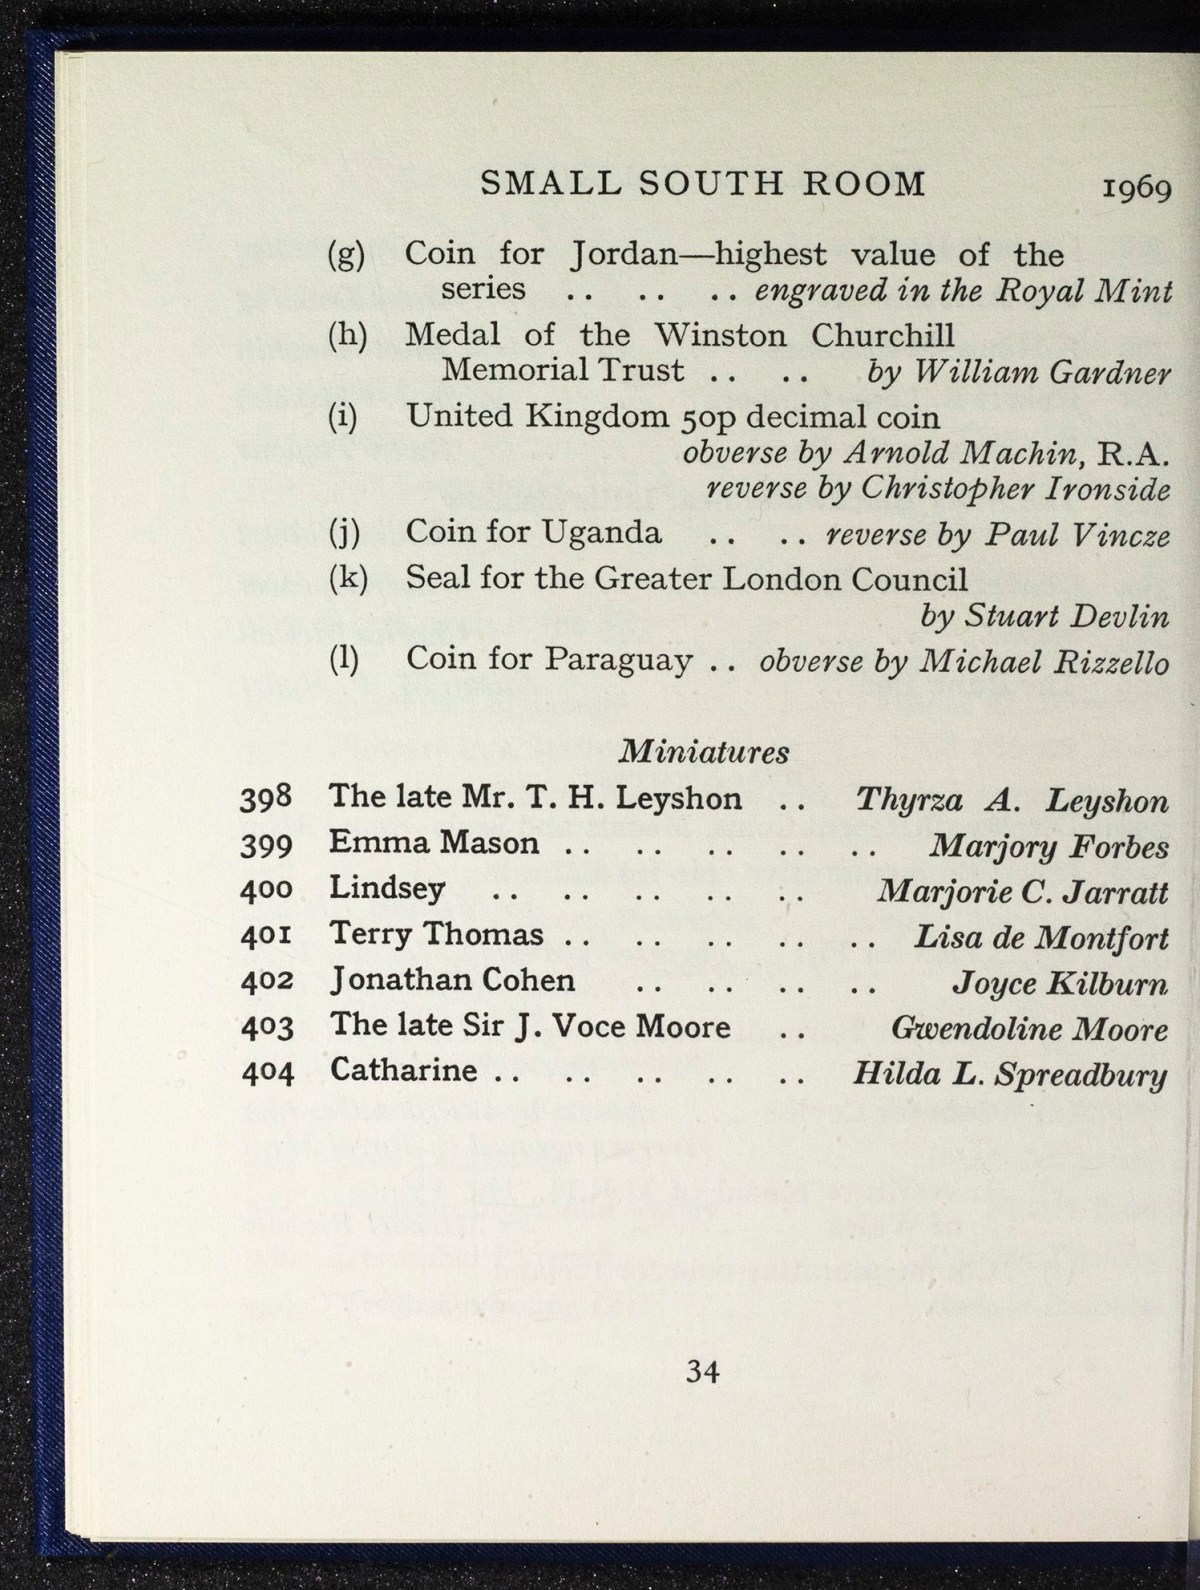 SMALL SOUTH ROOM 1969
(g) Coin for Jordan—highest value of the
series .. .. .. engraved in the Royal Mint
(h) Medal of the Winston Churchill
Memorial Trust .. .. by William Gardner
(i) United Kingdom 50p decimal coin
obverse by Arnold Machin, R.A.
reverse by Christopher Ironside
(j) Coin for Uganda .. .. reverse by Paul Vincze
(k) Seal for the Greater London Council
by Stuart Devlin
(l) Coin for Paraguay .. obverse by Michael Rizzello
Miniatures
398 The late Mr. T. H. Leyshon .. Thyrza A. Leyshon
399 Emma Mason .. .. .. .. .. Marjory Forbes
400 Lindsey .. .. .. .. .. Marjorie C. Jarratt
401 Terry Thomas .. .. .. .. .. Lisa de Montfort
402 Jonathan Cohen .. .. .. .. Joyce Kilburn
403 The late Sir J. Voce Moore .. Gwendoline Moore
404 Catharine .. .. .. .. .. Hilda L. Spreadbury
34